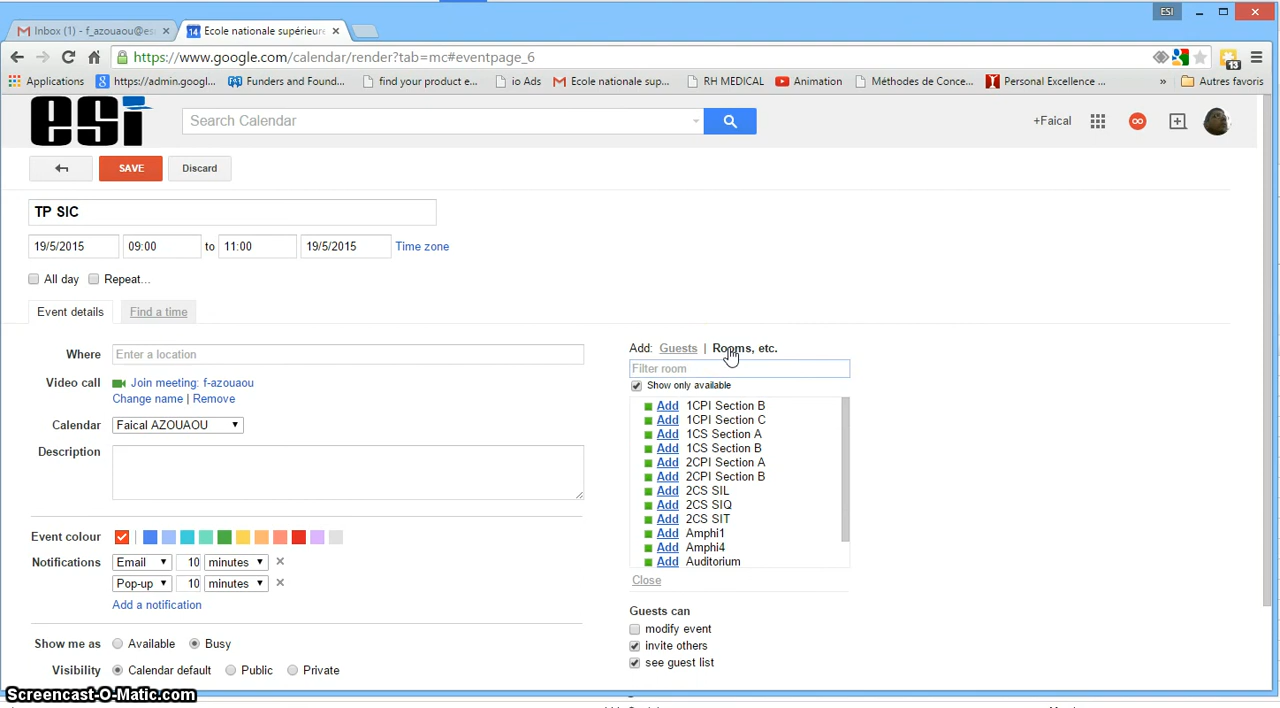 ESI
Inbox (1) - f_azouaou@esi
14 Ecole nationale supérieure
https://www.google.com/calendar/render?tab=mc#eventpage_6
13
Applications
https://admin.googl...
Funders and Found...
find your product e...
io Ads
Ecole nationale sup...
RH MEDICAL
Animation
Méthodes de Conce...
Personal Excellence ...
»
Autres favoris
esi
Search Calendar
+Faical
SAVE
Discard
TP SIC
19/5/2015 09:00 to 11:00 19/5/2015 Time zone
All day Repeat...
Event details Find a time
Where Enter a location
Video call Join meeting: f-azouaou
Change name | Remove
Calendar Faical AZOUAOU
Description
Event colour
Notifications Email 10 minutes
Pop-up 10 minutes
Add a notification
Show me as Available Busy
Visibility Calendar default Public Private
Add: Guests | Rooms, etc.
Filter room
Show only available
Add 1CPI Section B
Add 1CPI Section C
Add 1CS Section A
Add 1CS Section B
Add 2CPI Section A
Add 2CPI Section B
Add 2CS SIL
Add 2CS SIQ
Add 2CS SIT
Add Amphi1
Add Amphi4
Add Auditorium
Close
Guests can
modify event
invite others
see guest list
Screencast-O-Matic.com